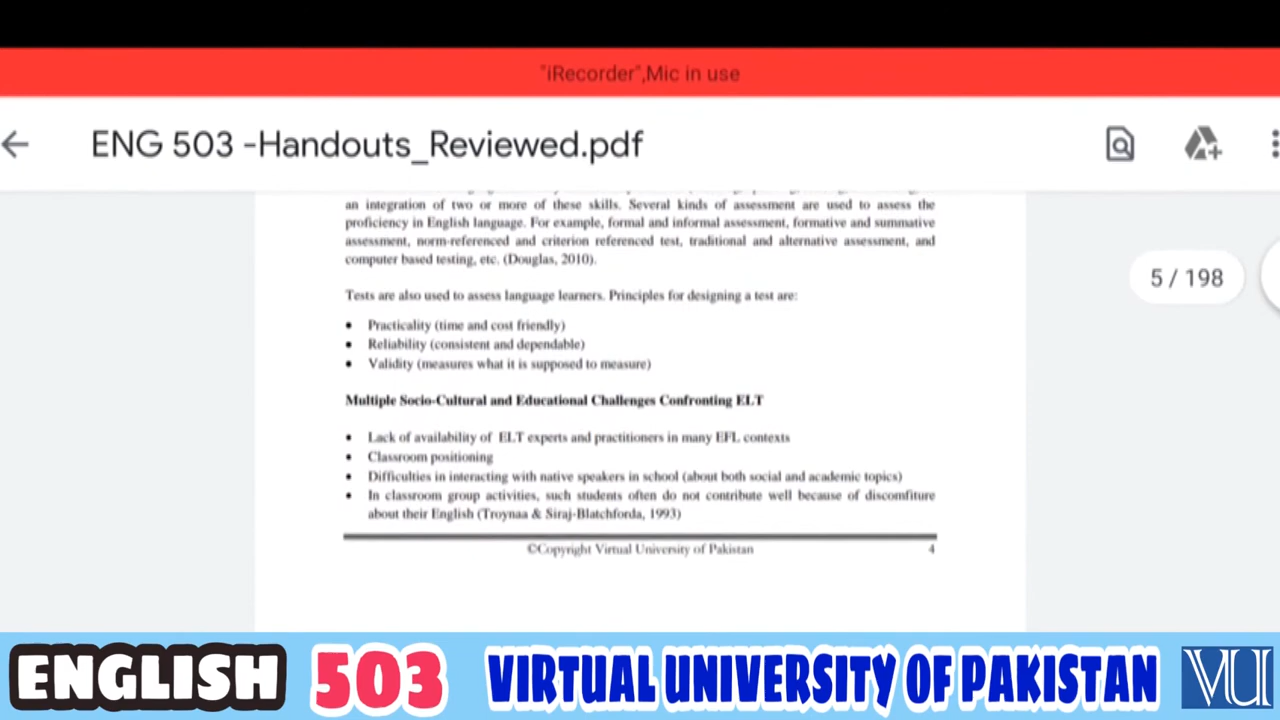 "iRecorder",Mic in use
ENG 503 -Handouts_Reviewed.pdf
an integration of two or more of these skills. Several kinds of assessment are used to assess the
proficiency in English language. For example, formal and informal assessment, formative and summative
assessment, norm-referenced and criterion referenced test, traditional and alternative assessment, and
computer based testing, etc. (Douglas, 2010).
5 / 198
Tests are also used to assess language learners. Principles for designing a test are:
• Practicality (time and cost friendly)
• Reliability (consistent and dependable)
• Validity (measures what it is supposed to measure)
Multiple Socio-Cultural and Educational Challenges Confronting ELT
• Lack of availability of ELT experts and practitioners in many EFL contexts
• Classroom positioning
• Difficulties in interacting with native speakers in school (about both social and academic topics)
• In classroom group activities, such students often do not contribute well because of discomfiture
about their English (Troynaa & Siraj-Blatchforda, 1993)
©Copyright Virtual University of Pakistan 4
ENGLISH 503 VIRTUAL UNIVERSITY OF PAKISTAN VU